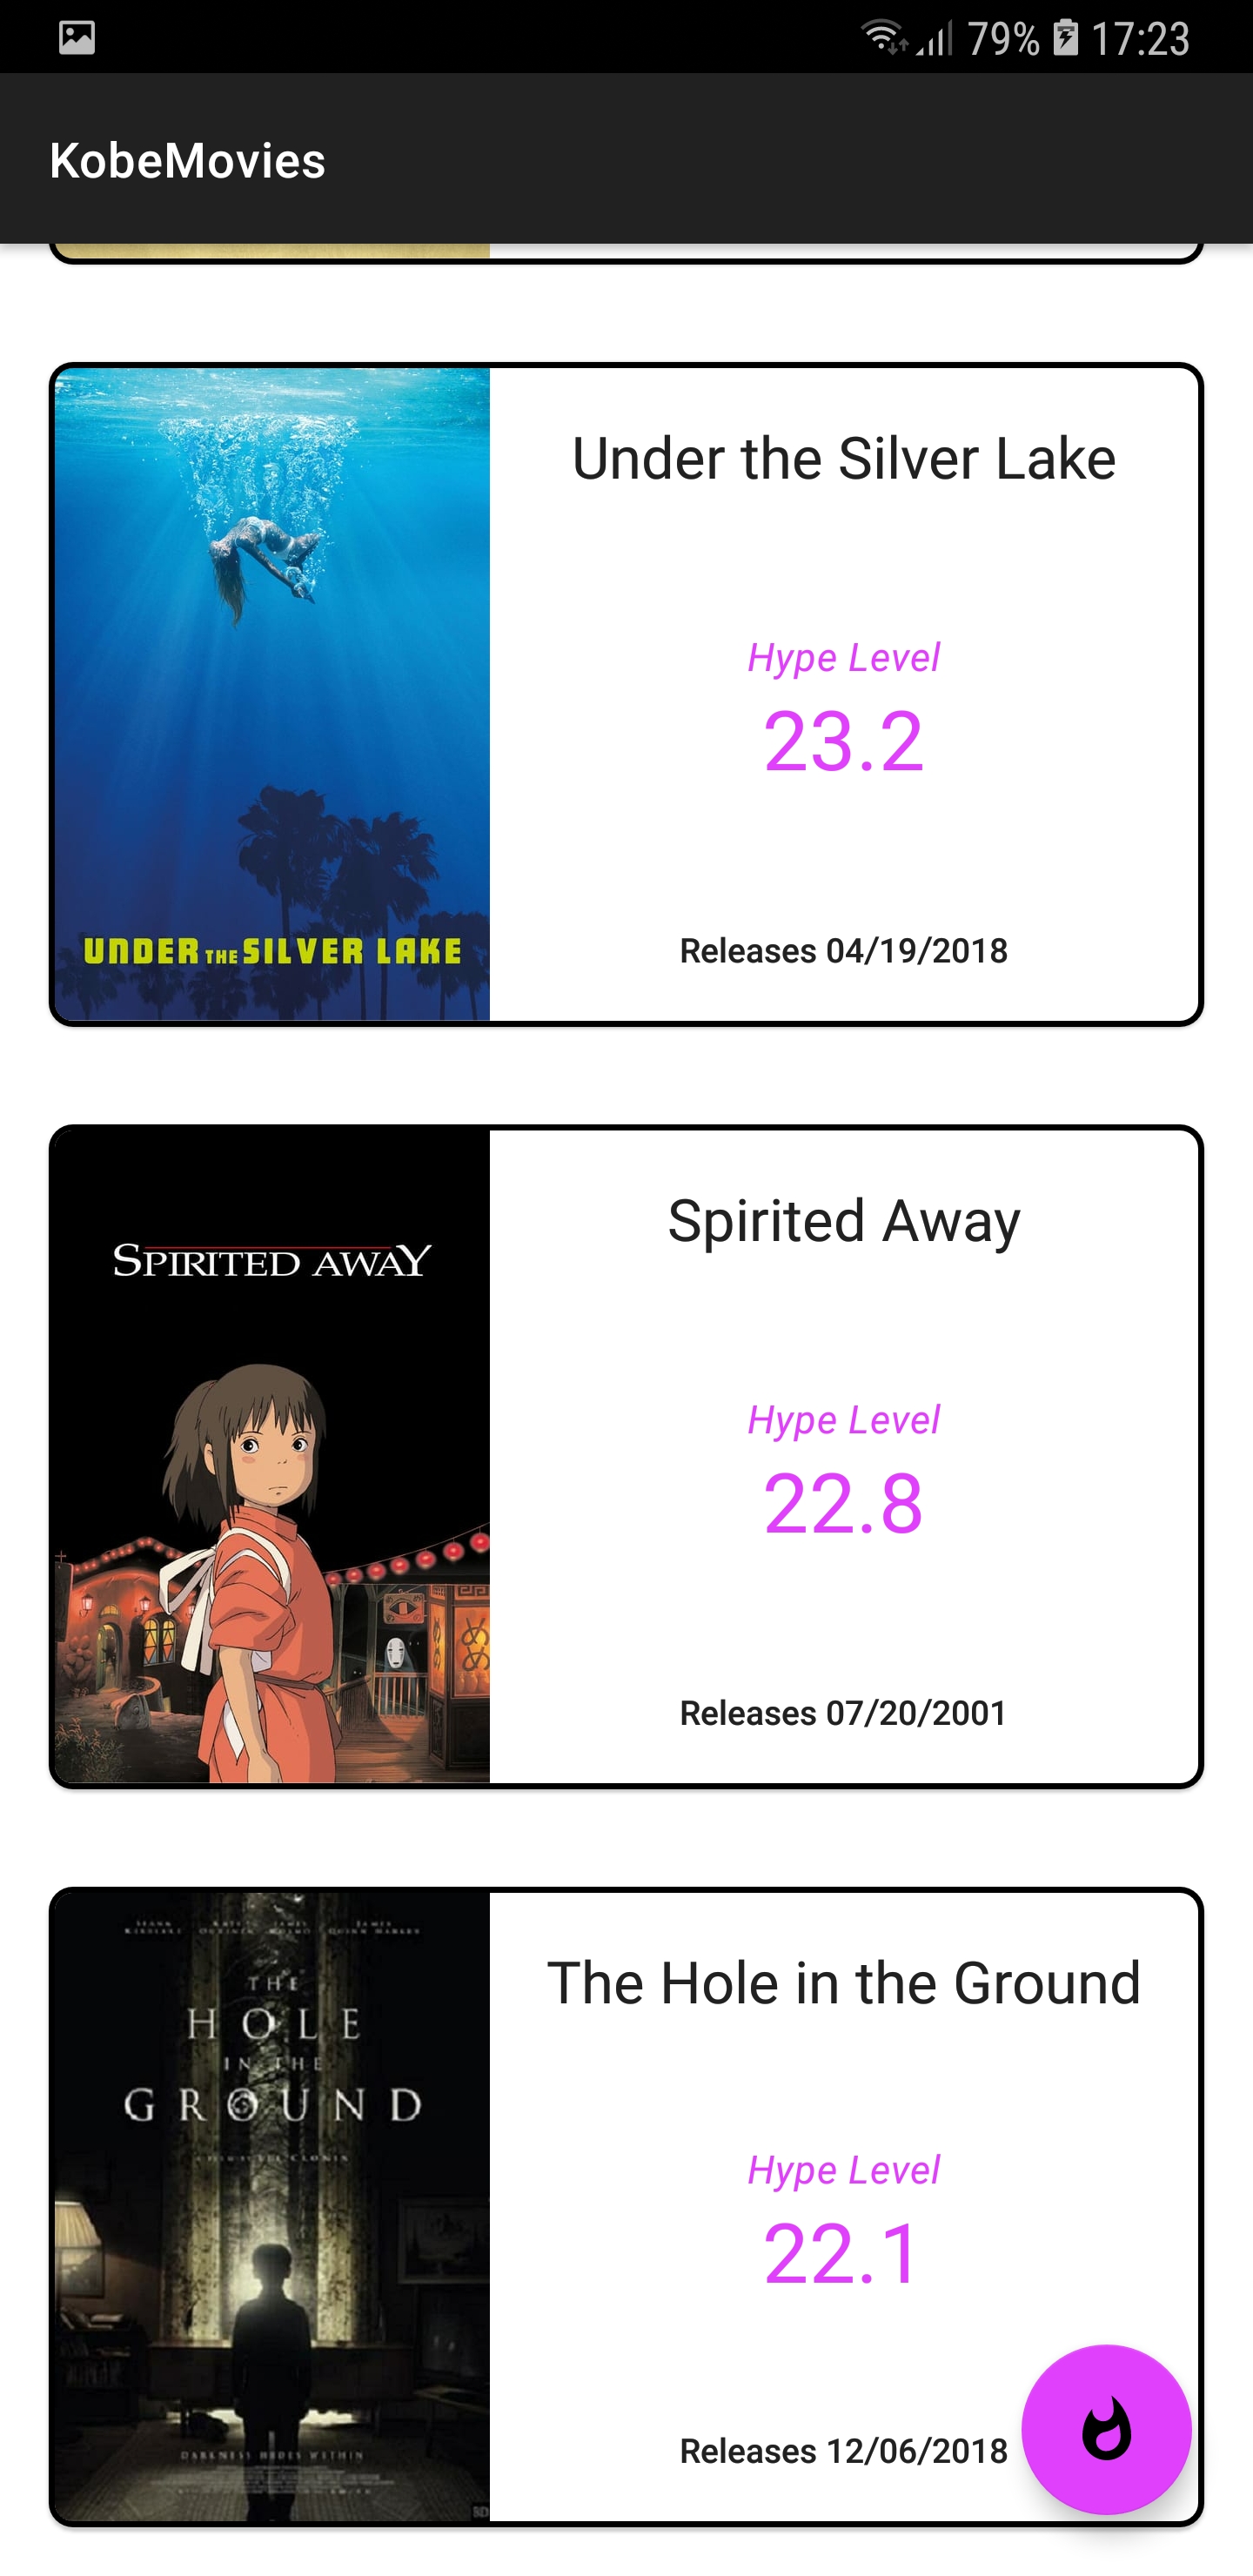 79% 17:23
KobeMovies
Under the Silver Lake
Hype Level
23.2
UNDER THE SILVER LAKE
Releases 04/19/2018
Spirited Away
SPIRITED AWAY
Hype Level
22.8
Releases 07/20/2001
The Hole in the Ground
THE
HOLE
IN THE
GROUND
Hype Level
22.1
Releases 12/06/2018
DARKNESS HIDES WITHIN